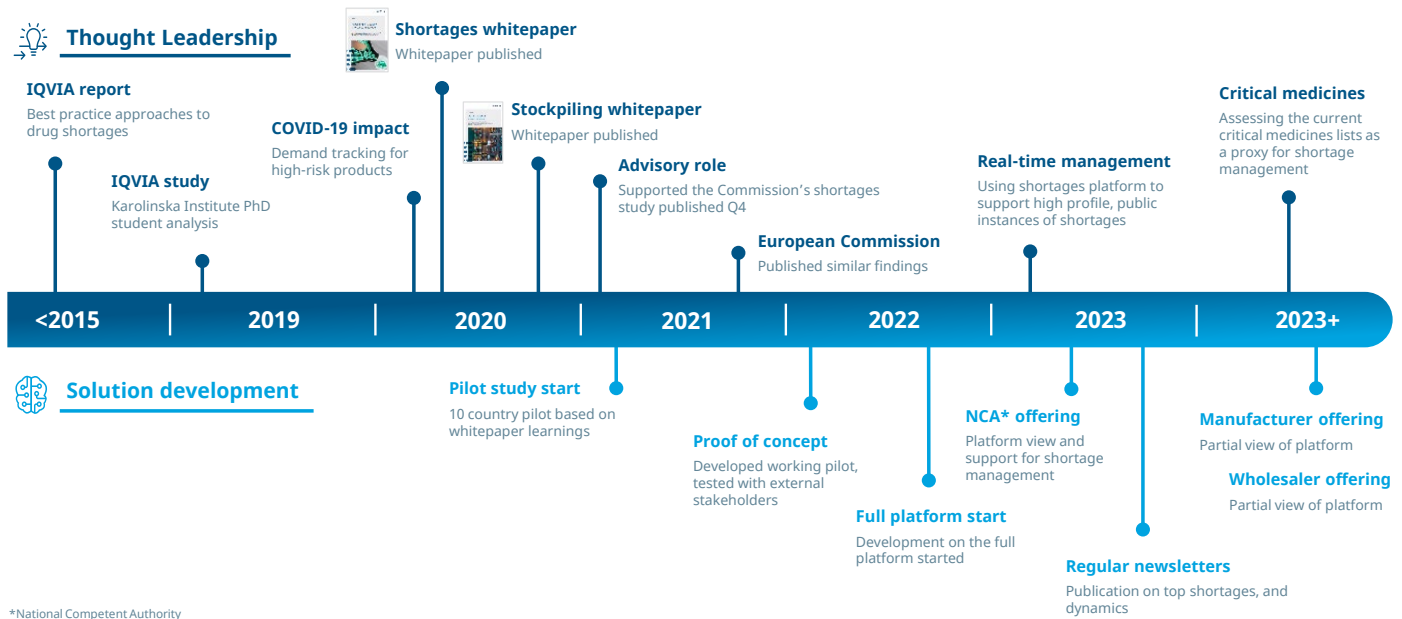 Thought Leadership
Shortages whitepaper
Whitepaper published
IQVIA report
Best practice approaches to
drug shortages
IQVIA study
Karolinska Institute PhD
student analysis
COVID-19 impact
Demand tracking for
high-risk products
Stockpiling whitepaper
Whitepaper published
Advisory role
Supported the Commission’s shortages
study published Q4
European Commission
Published similar findings
Real-time management
Using shortages platform to
support high profile, public
instances of shortages
Critical medicines
Assessing the current
critical medicines lists as
a proxy for shortage
management
<2015
2019
2020
2021
2022
2023
2023+
Solution development
Pilot study start
10 country pilot based on
whitepaper learnings
Proof of concept
Developed working pilot,
tested with external
stakeholders
Full platform start
Development on the full
platform started
NCA* offering
Platform view and
support for shortage
management
Regular newsletters
Publication on top shortages, and
dynamics
Manufacturer offering
Partial view of platform
Wholesaler offering
Partial view of platform
*National Competent Authority